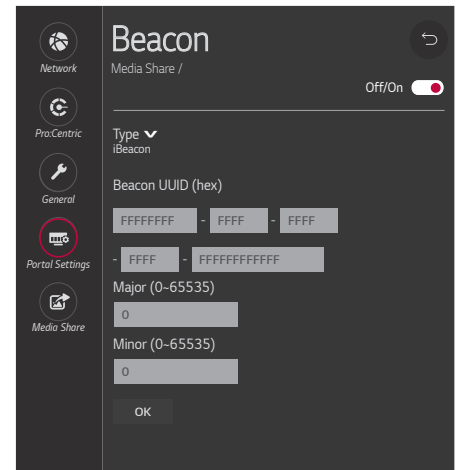 Beacon
Media Share /
Off/On
Network
Pro:Centric
General
Portal Settings
Media Share
Type
iBeacon
Beacon UUID (hex)
FFFFFFFF - FFFF - FFFF
- FFFF - FFFFFFFFFFFF
Major (0~65535)
0
Minor (0~65535)
0
OK